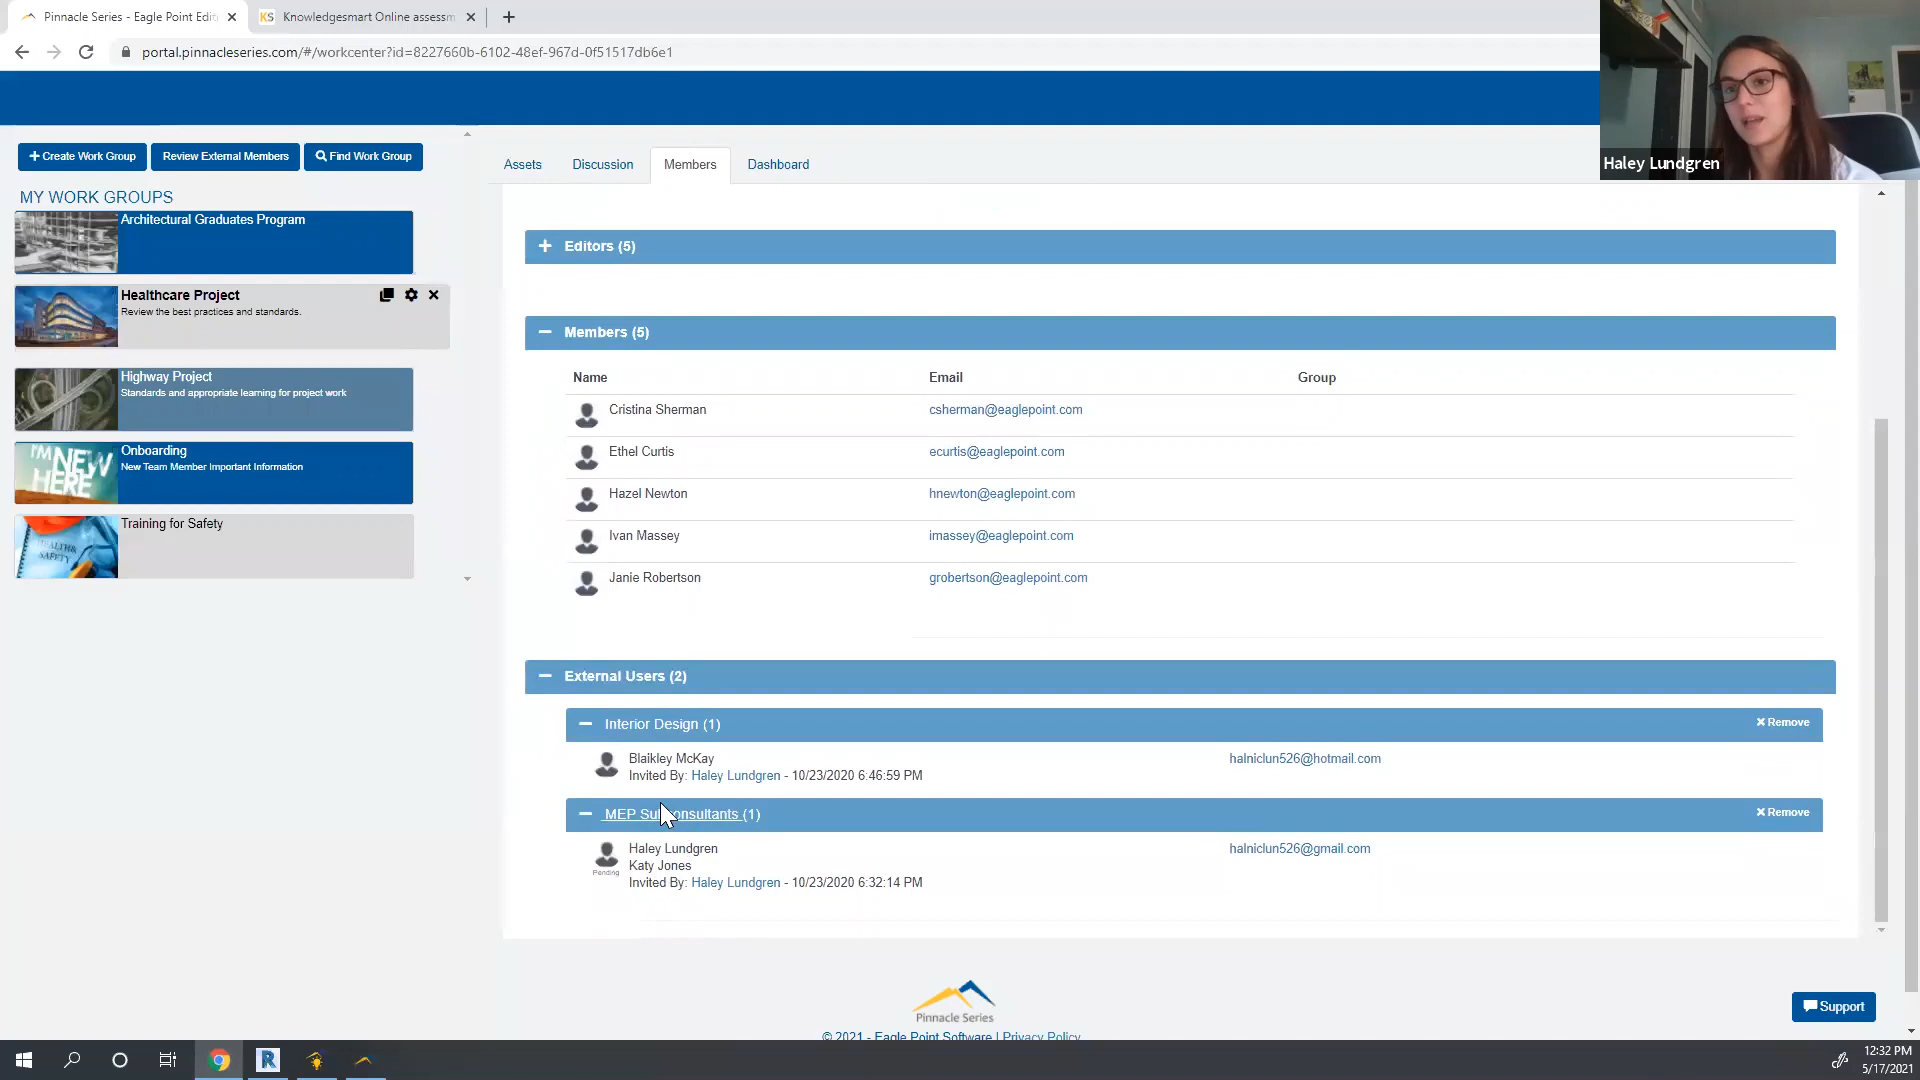 Pinnacle Series - Eagle Point Edit
Knowledgesmart Online assessm
portal.pinnacleseries.com/#/workcenter?id=8227660b-6102-48ef-967d-0f51517db6e1
Haley Lundgren
Create Work Group
Review External Members
Find Work Group
MY WORK GROUPS
Architectural Graduates Program
Healthcare Project
Review the best practices and standards.
Highway Project
Standards and appropriate learning for project work
I'M NEW HERE
Onboarding
New Team Member Important Information
HEALTH& SAFETY
Training for Safety
Assets
Discussion
Members
Dashboard
Editors (5)
Members (5)
Name Email Group
Cristina Sherman csherman@eaglepoint.com
Ethel Curtis ecurtis@eaglepoint.com
Hazel Newton hnewton@eaglepoint.com
Ivan Massey imassey@eaglepoint.com
Janie Robertson grobertson@eaglepoint.com
External Users (2)
Interior Design (1) Remove
Blaikley McKay halniclun526@hotmail.com
Invited By: Haley Lundgren - 10/23/2020 6:46:59 PM
MEP Subconsultants (1) Remove
Haley Lundgren halniclun526@gmail.com
Pending
Katy Jones
Invited By: Haley Lundgren - 10/23/2020 6:32:14 PM
Pinnacle Series
© 2021 - Eagle Point Software | Privacy Policy
Support
12:32 PM
5/17/2021